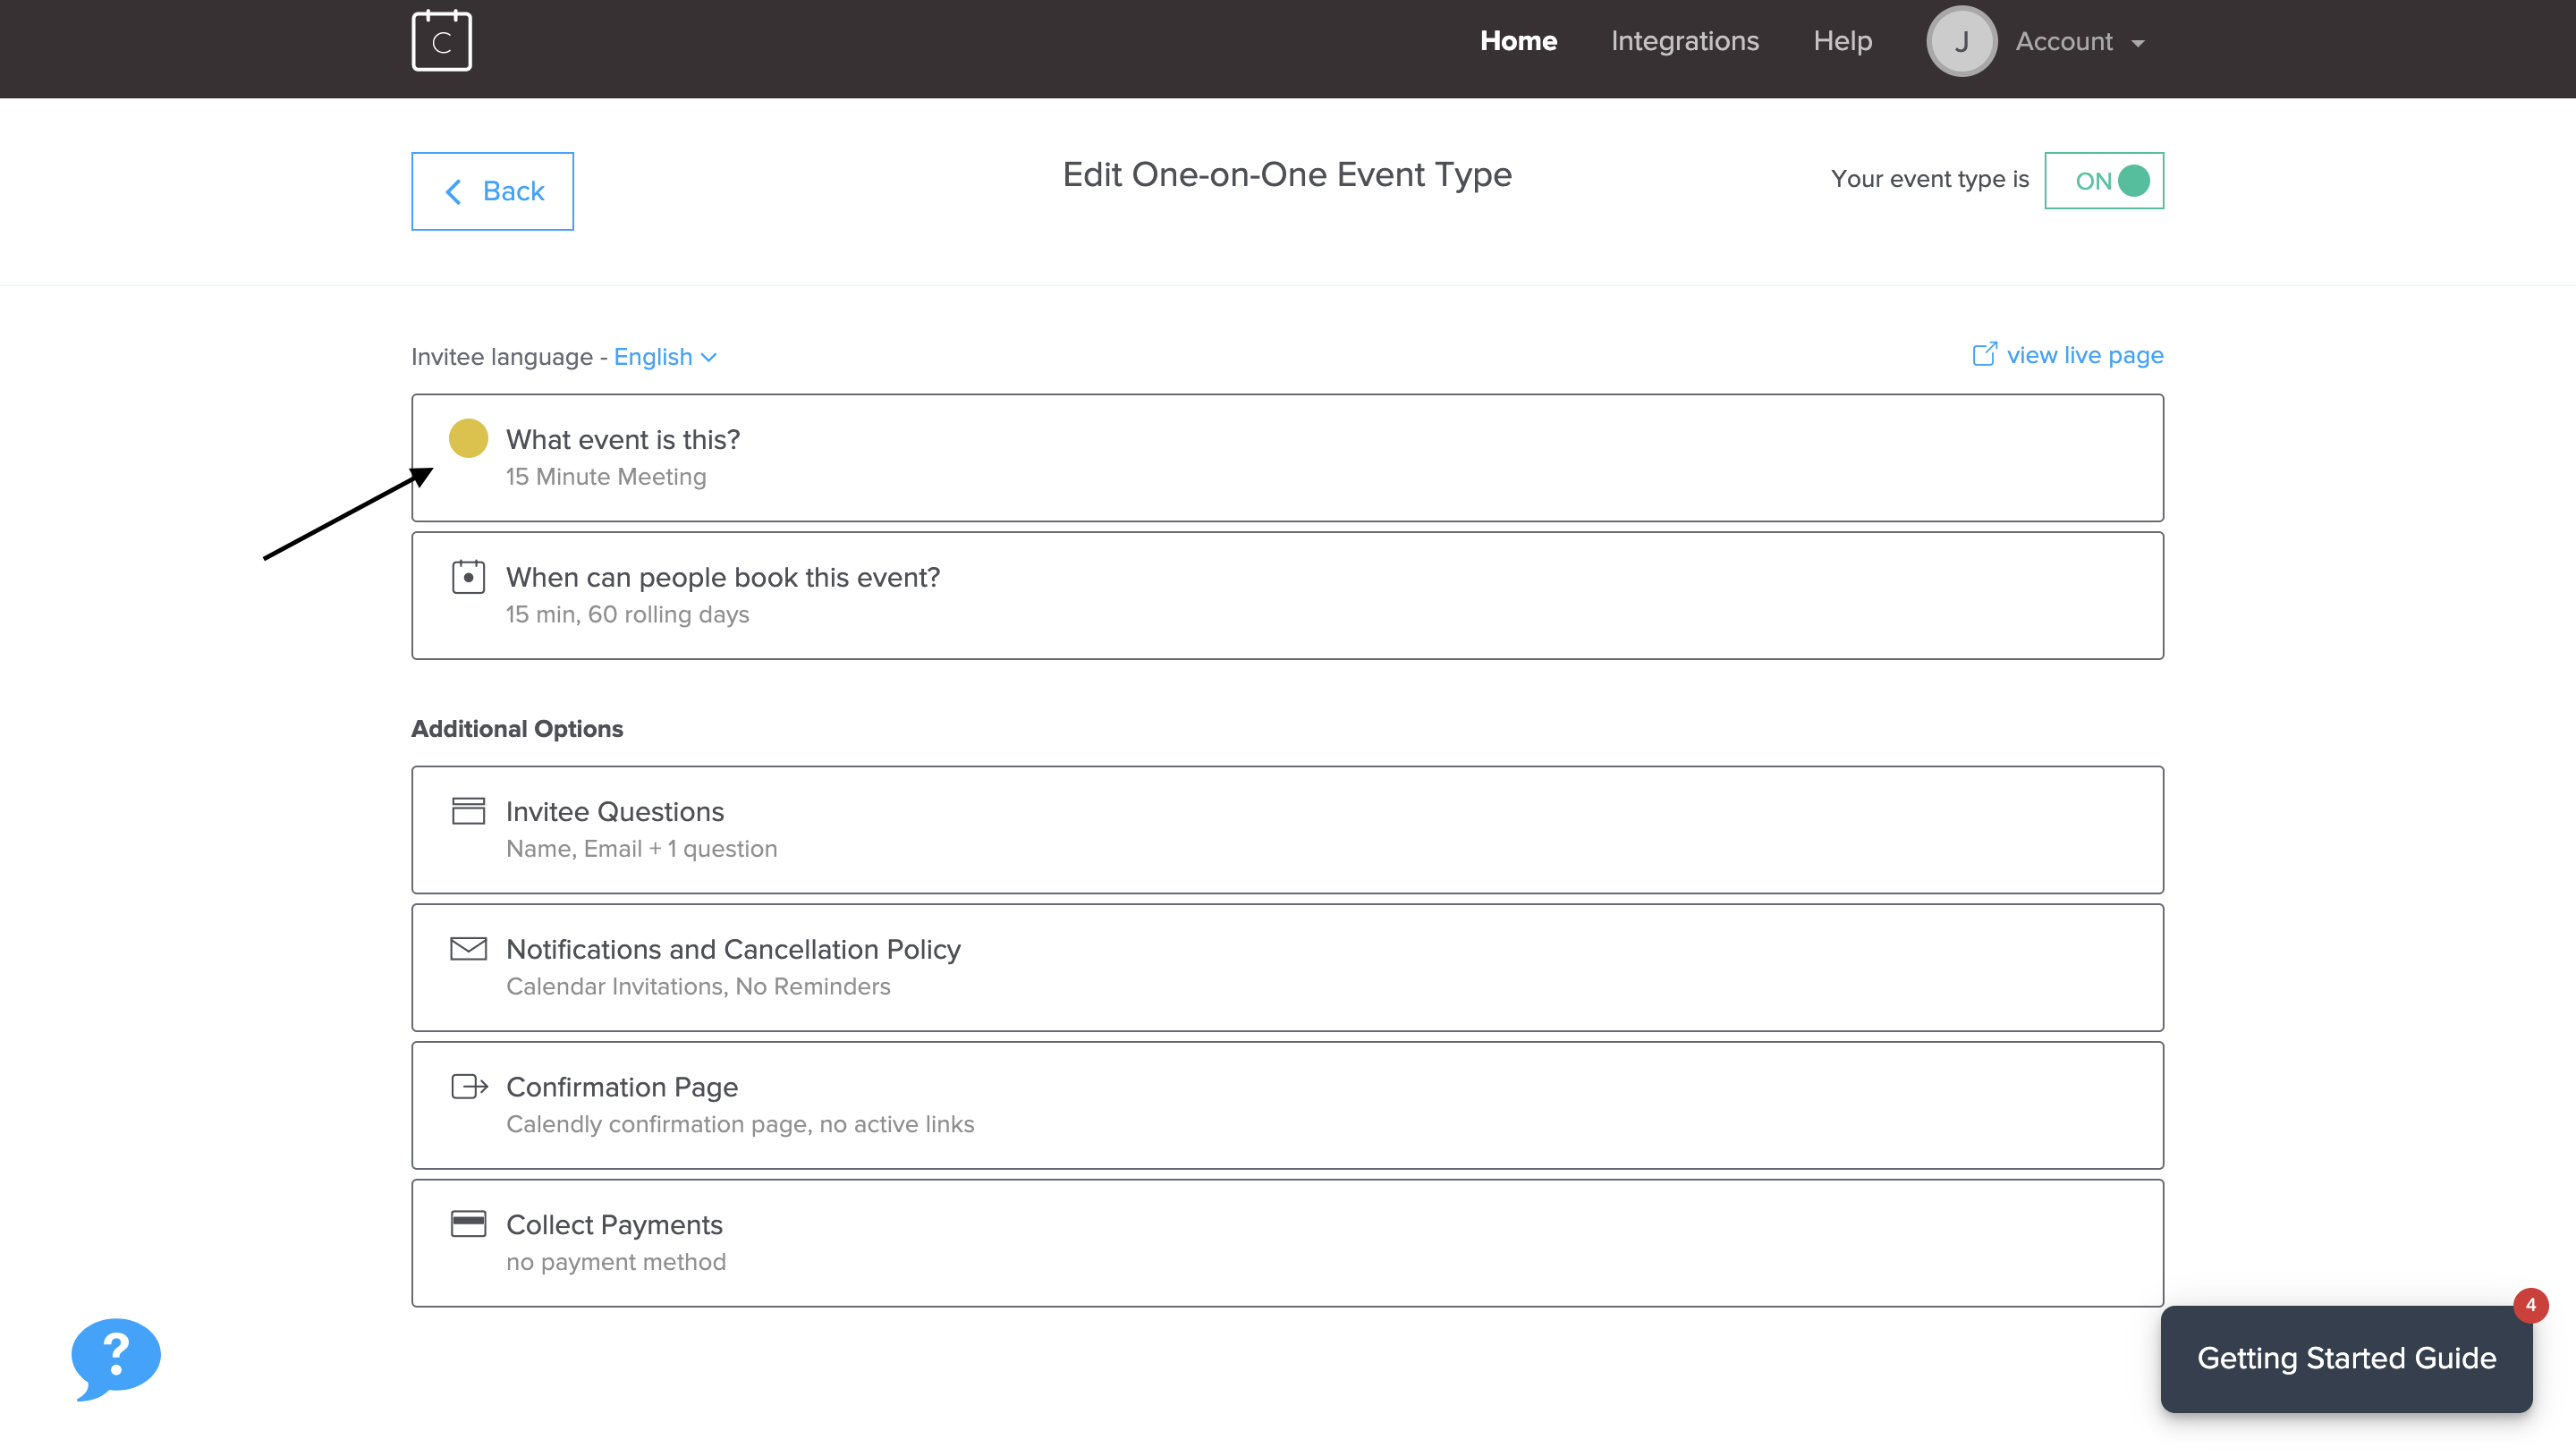 C
Home Integrations Help J Account
Back
Edit One-on-One Event Type
Your event type is ON
Invitee language - English
view live page
What event is this?
15 Minute Meeting
When can people book this event?
15 min, 60 rolling days
Additional Options
Invitee Questions
Name, Email + 1 question
Notifications and Cancellation Policy
Calendar Invitations, No Reminders
Confirmation Page
Calendly confirmation page, no active links
Collect Payments
no payment method
?
4
Getting Started Guide